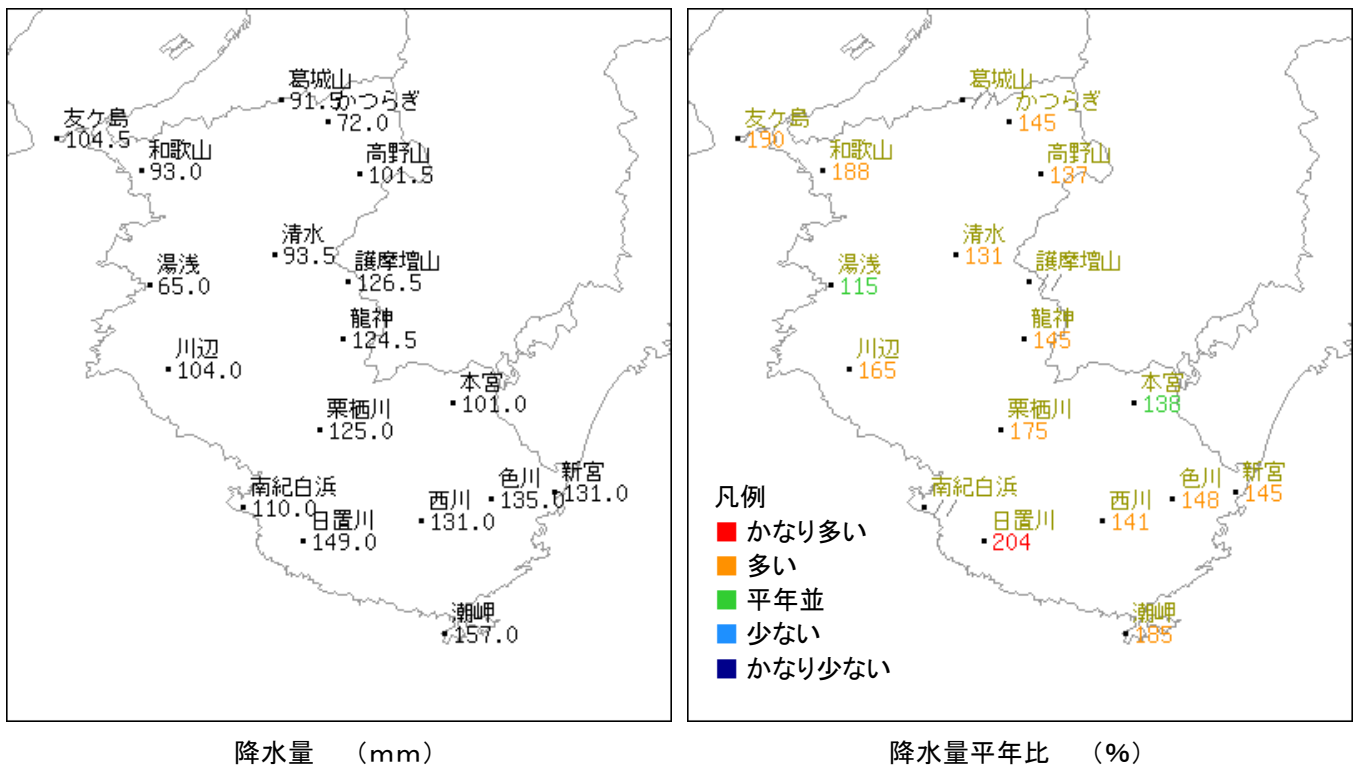 葛城山
91.5
かつらぎ
72.0
友ケ島
104.5
和歌山
93.0
高野山
101.5
清水
93.5
護摩壇山
126.5
湯浅
65.0
龍神
124.5
川辺
104.0
本宮
101.0
栗栖川
125.0
新宮
131.0
色川
135.0
西川
131.0
南紀白浜
110.0
日置川
149.0
潮岬
157.0
降水量 （ｍｍ）
葛城山
//
かつらぎ
145
友ケ島
190
和歌山
188
高野山
137
清水
131
護摩壇山
//
湯浅
115
龍神
145
川辺
165
本宮
138
栗栖川
175
新宮
145
色川
148
西川
141
南紀白浜
//
日置川
204
潮岬
185
凡例
かなり多い
多い
平年並
少ない
かなり少ない
降水量平年比 （％）